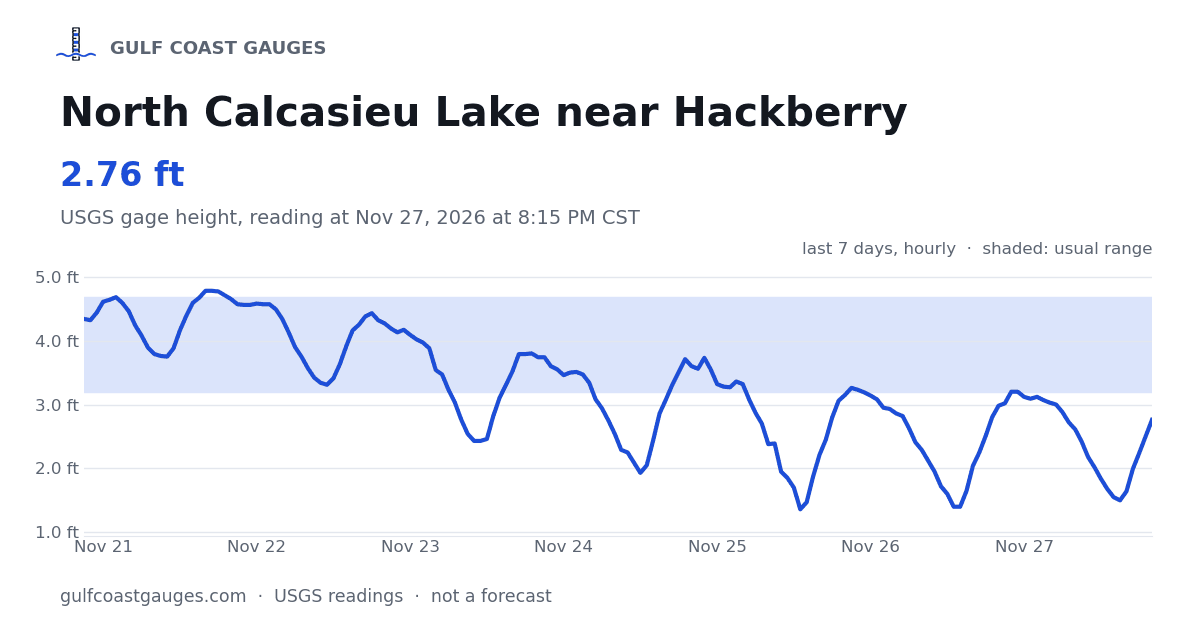 GULF COAST GAUGES
North Calcasieu Lake near Hackberry
2.76 ft
USGS gage height, reading at Nov 27, 2026 at 8:15 PM CST
last 7 days, hourly · shaded: usual range
5.0 ft
4.0 ft
3.0 ft
2.0 ft
1.0 ft
Nov 21 Nov 22 Nov 23 Nov 24 Nov 25 Nov 26 Nov 27
gulfcoastgauges.com · USGS readings · not a forecast